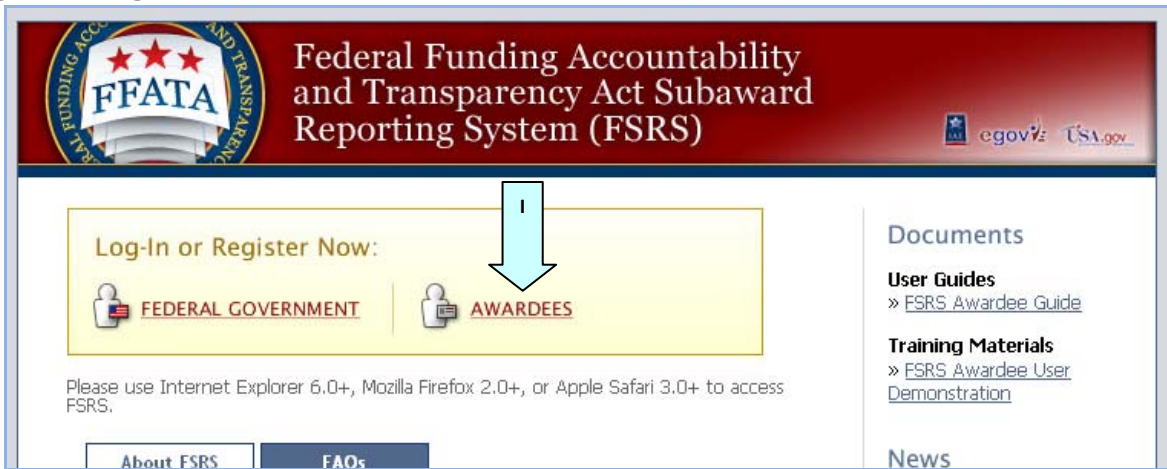 FEDERAL FUNDING ACCOUNTABILITY AND TRANSPARENCY
FFATA
Federal Funding Accountability
and Transparency Act Subaward
Reporting System (FSRS)
egov
USA.gov
1
Log-In or Register Now:
FEDERAL GOVERNMENT
AWARDEES
Please use Internet Explorer 6.0+, Mozilla Firefox 2.0+, or Apple Safari 3.0+ to access
FSRS.
About FSRS
FAQs
Documents
User Guides
» FSRS Awardee Guide
Training Materials
» FSRS Awardee User
Demonstration
News